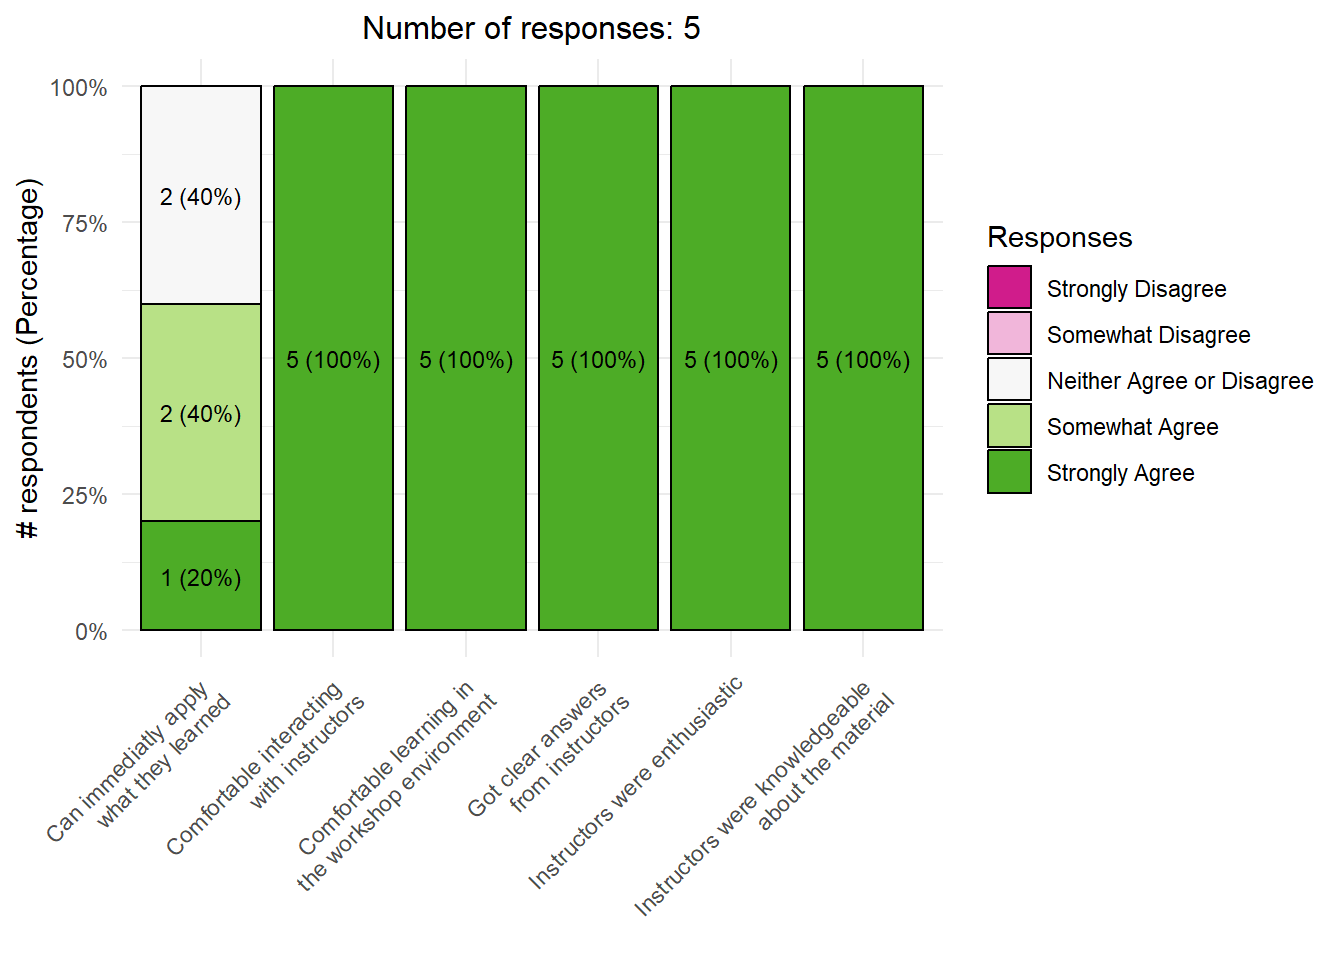 Number of responses: 5
# respondents (Percentage)
100%
75%
50%
25%
0%
2 (40%)
2 (40%)
1 (20%)
5 (100%)
5 (100%)
5 (100%)
5 (100%)
5 (100%)
Can immediatly apply
what they learned
Comfortable interacting
with instructors
Comfortable learning in
the workshop environment
Got clear answers
from instructors
Instructors were enthusiastic
Instructors were knowledgeable
about the material
Responses
Strongly Disagree
Somewhat Disagree
Neither Agree or Disagree
Somewhat Agree
Strongly Agree